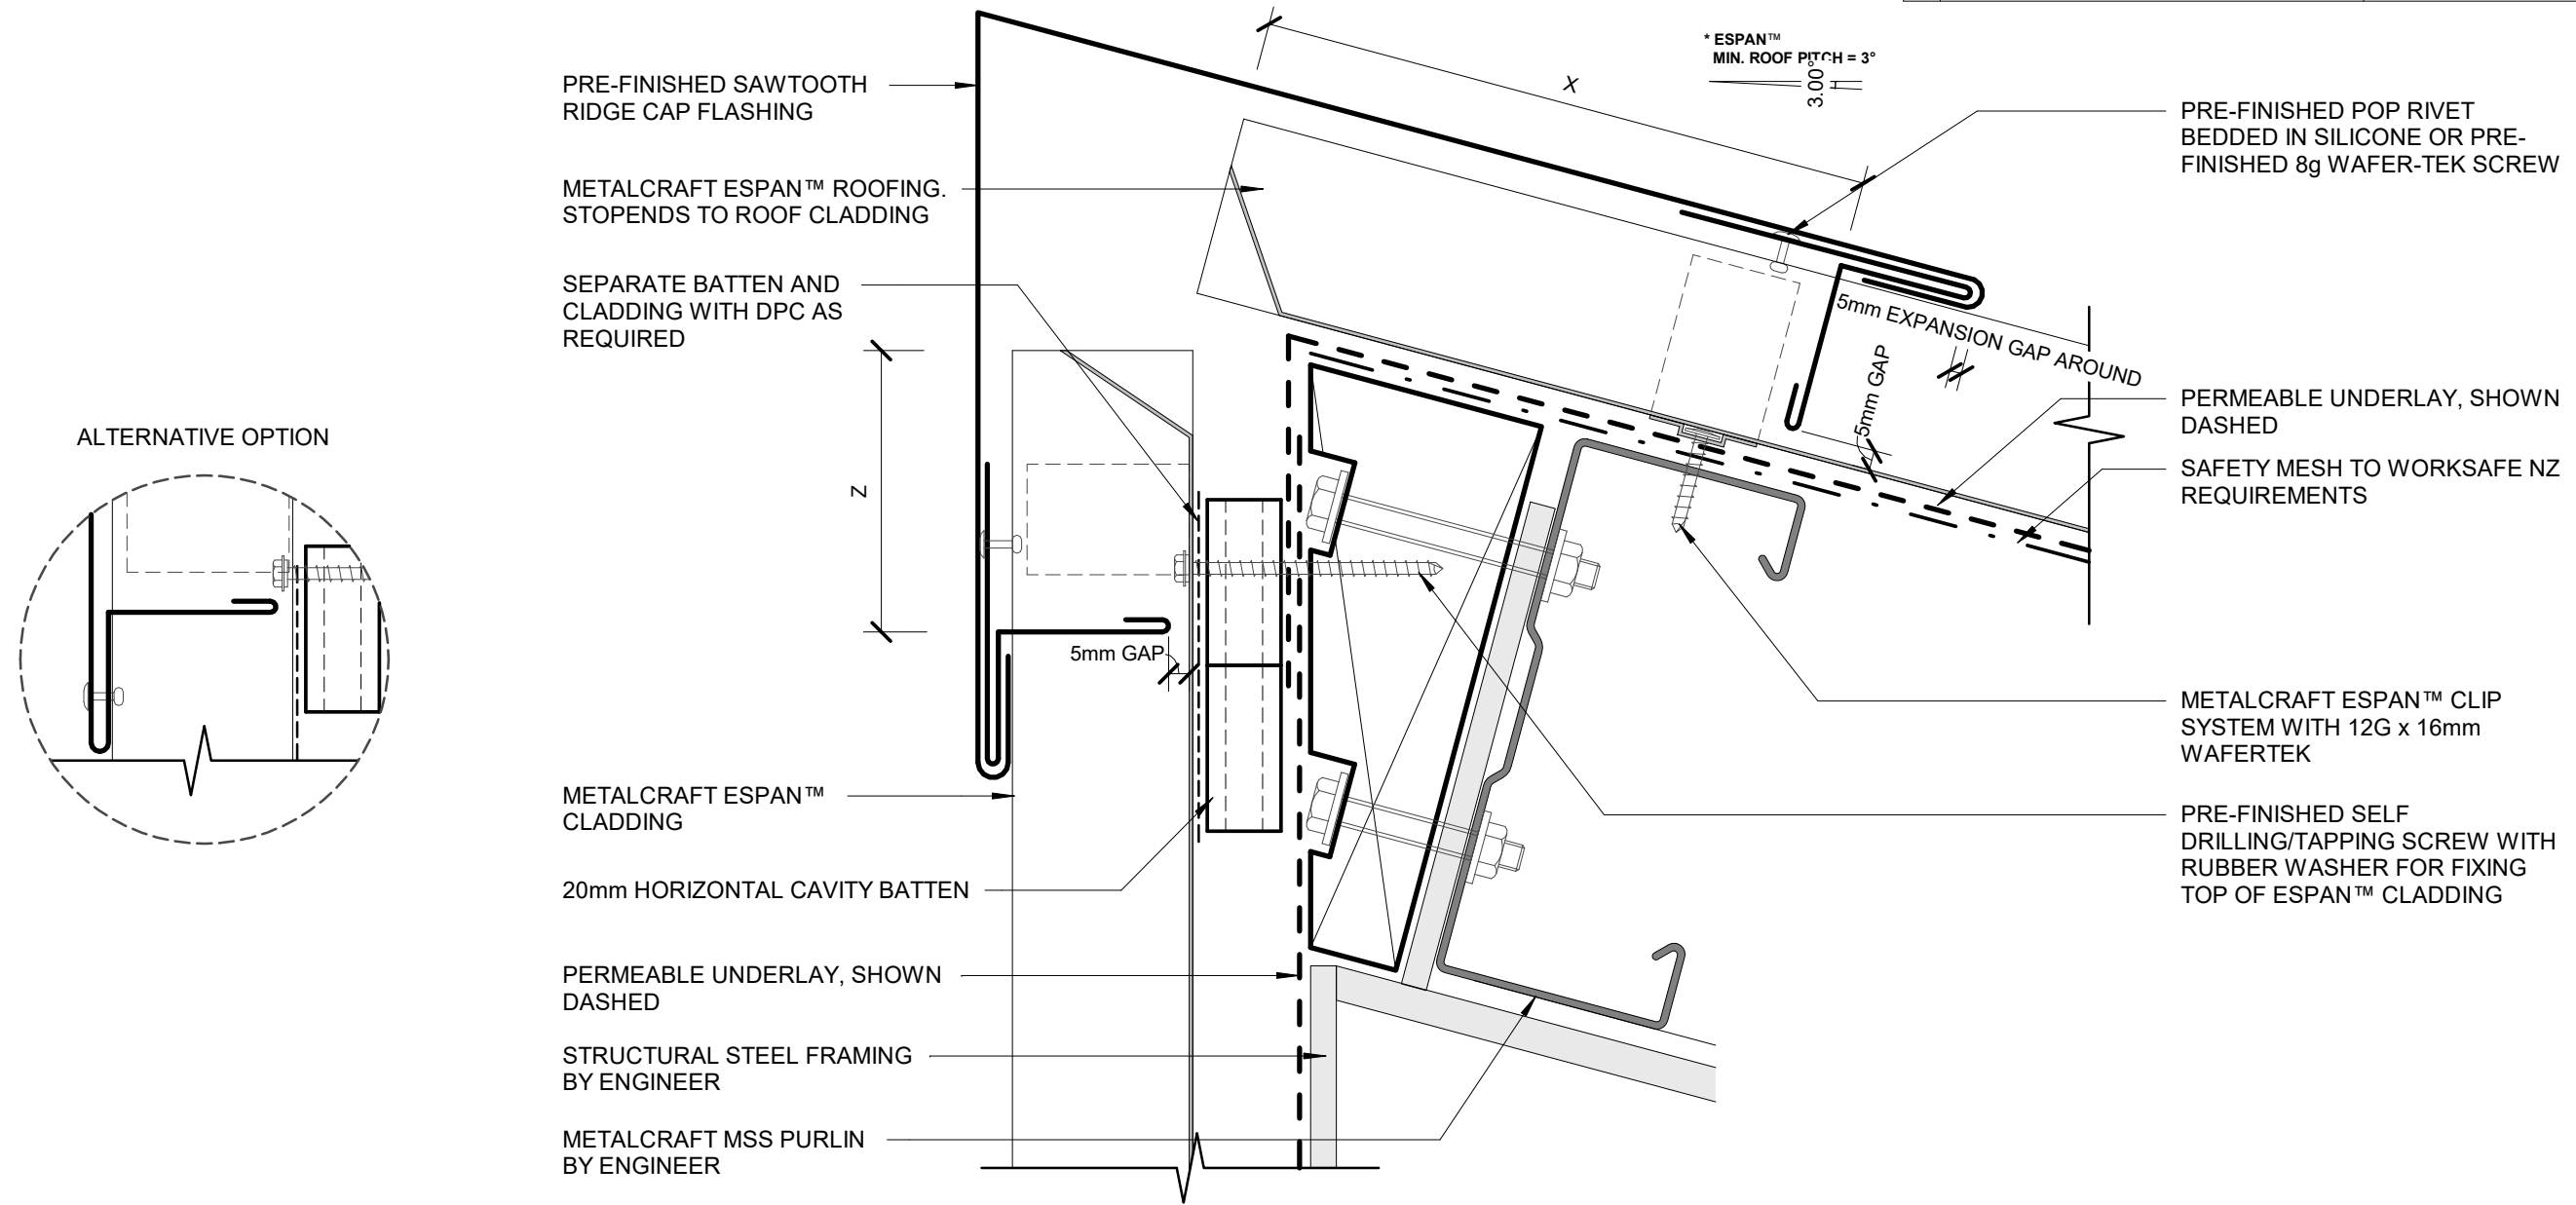 * ESPAN™
MIN. ROOF PITCH = 3°
3.00°
X
PRE-FINISHED SAWTOOTH
RIDGE CAP FLASHING
METALCRAFT ESPAN™ ROOFING.
STOPENDS TO ROOF CLADDING
SEPARATE BATTEN AND
CLADDING WITH DPC AS
REQUIRED
Z
ALTERNATIVE OPTION
5mm GAP
METALCRAFT ESPAN™
CLADDING
20mm HORIZONTAL CAVITY BATTEN
PERMEABLE UNDERLAY, SHOWN
DASHED
STRUCTURAL STEEL FRAMING
BY ENGINEER
METALCRAFT MSS PURLIN
BY ENGINEER
PRE-FINISHED POP RIVET
BEDDED IN SILICONE OR PRE-
FINISHED 8g WAFER-TEK SCREW
5mm EXPANSION GAP AROUND
5mm GAP
PERMEABLE UNDERLAY, SHOWN
DASHED
SAFETY MESH TO WORKSAFE NZ
REQUIREMENTS
METALCRAFT ESPAN™ CLIP
SYSTEM WITH 12G x 16mm
WAFERTEK
PRE-FINISHED SELF
DRILLING/TAPPING SCREW WITH
RUBBER WASHER FOR FIXING
TOP OF ESPAN™ CLADDING